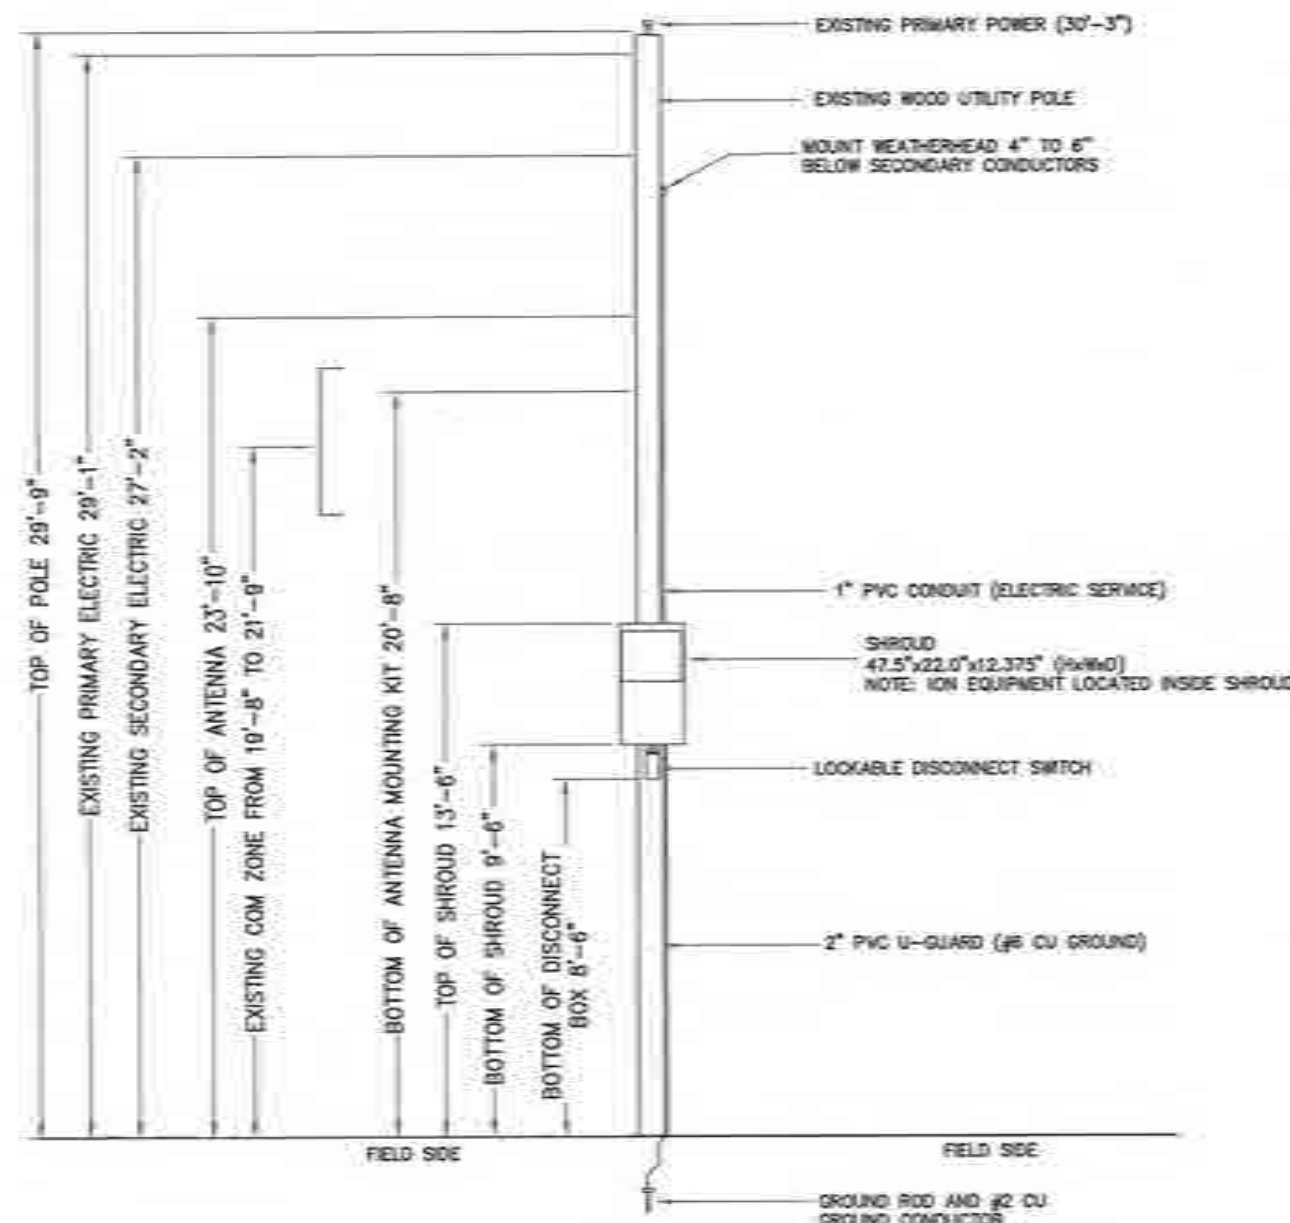 EXISTING PRIMARY POWER (30'-3")
EXISTING WOOD UTILITY POLE
MOUNT WEATHERHEAD 4" TO 6"
BELOW SECONDARY CONDUCTORS
TOP OF POLE 29'-9"
EXISTING PRIMARY ELECTRIC 29'-1"
EXISTING SECONDARY ELECTRIC 27'-2"
TOP OF ANTENNA 23'-10"
EXISTING COM ZONE FROM 19'-8" TO 21'-9"
BOTTOM OF ANTENNA MOUNTING KIT 20'-8"
TOP OF SHROUD 13'-6"
BOTTOM OF SHROUD 9'-6"
BOTTOM OF DISCONNECT
BOX 8'-6"
1" PVC CONDUIT (ELECTRIC SERVICE)
SHROUD
47.5"x22.0"x12.375" (HxWxD)
NOTE: ION EQUIPMENT LOCATED INSIDE SHROUD
LOCKABLE DISCONNECT SWITCH
2" PVC U-GUARD (#6 CU GROUND)
FIELD SIDE
FIELD SIDE
GROUND ROD AND #2 CU
GROUND CONDUCTOR